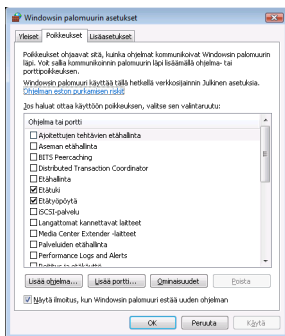 Windowsin palomuurin asetukset
Yleiset Poikkeukset Lisäasetukset
Poikkeukset ohjaavat sitä, kuinka ohjelmat kommunikoivat Windowsin palomuurin
läpi. Voit sallia kommunikoinnin palomuurin läpi lisäämällä ohjelma- tai
porttipoikkeuksen.
Windowsin palomuuri käyttää tällä hetkellä verkkosijainnin Julkinen asetuksia.
Ohjelman eston purkamisen riskit
Jos haluat ottaa käyttöön poikkeuksen, valitse sen valintaruutu:
Ohjelma tai portti
Ajoitettujen tehtävien etähallinta
Aseman etähallinta
BITS Peercaching
Distributed Transaction Coordinator
Etähallinta
Etätuki
Etätyöpöytä
iSCSI-palvelu
Langattomat kannettavat laitteet
Media Center Extender -laitteet
Palveluiden etähallinta
Performance Logs and Alerts
Lisää ohjelma... Lisää portti... Ominaisuudet Poista
Näytä ilmoitus, kun Windowsin palomuuri estää uuden ohjelman
OK Peruuta Käytä